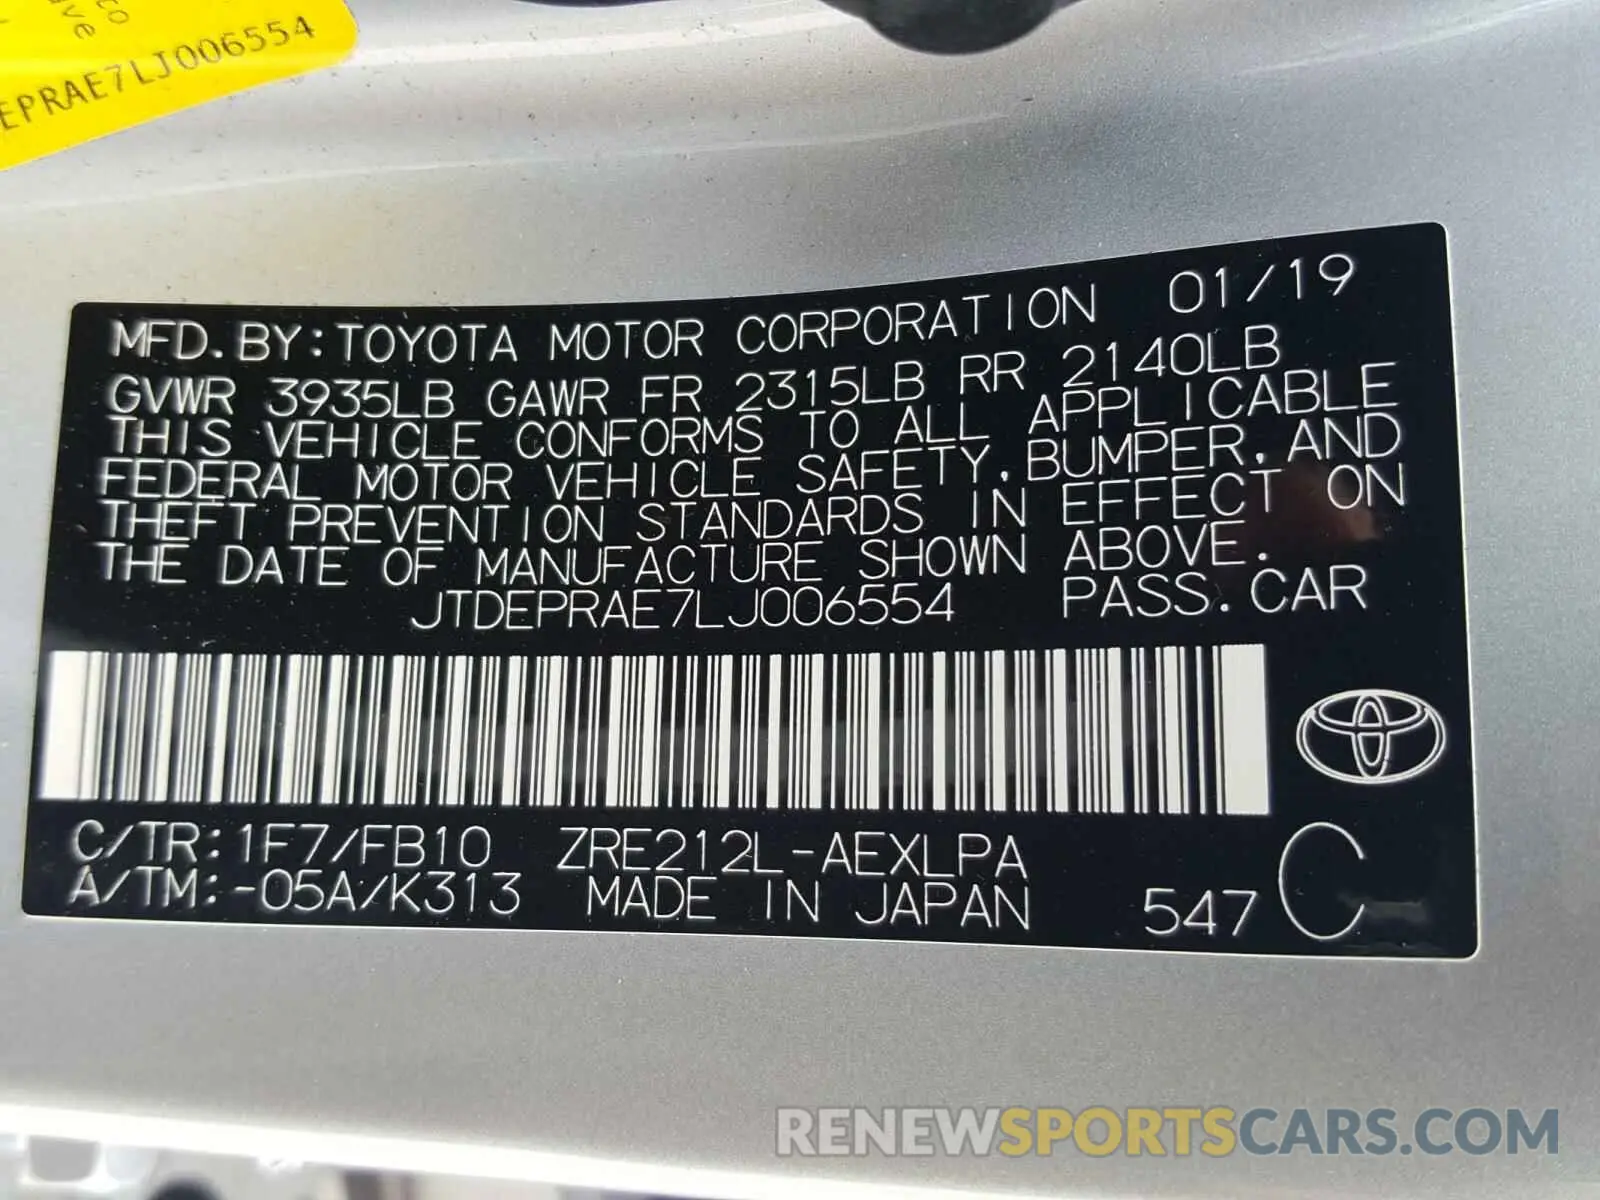 ve
EPRAE7LJ006554
MFD. BY: TOYOTA MOTOR CORPORATION 01/19
GVWR 3935LB GAWR FR 2315LB RR 2140LB
THIS VEHICLE CONFORMS TO ALL APPLICABLE
FEDERAL MOTOR VEHICLE SAFETY, BUMPER, AND
THEFT PREVENTION STANDARDS IN EFFECT ON
THE DATE OF MANUFACTURE SHOWN ABOVE.
JTDEPRAE7LJ006554 PASS. CAR
C/TR: 1F7/FB10 ZRE212L-AEXLPA
A/TM:-05A/K313 MADE IN JAPAN 547 C
RENEWSPORTSCARS.COM